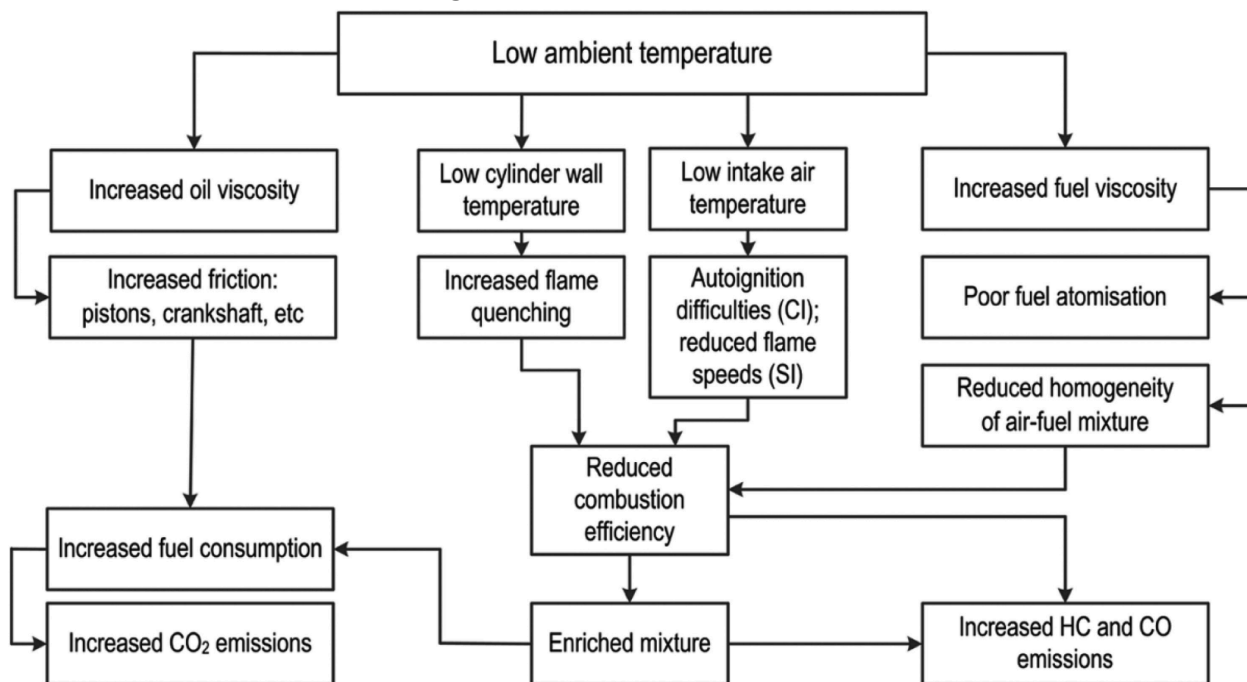 Low ambient temperature
Increased oil viscosity
Low cylinder wall
temperature
Low intake air
temperature
Increased fuel viscosity
Increased friction:
pistons, crankshaft, etc
Increased flame
quenching
Autoignition
difficulties (CI);
reduced flame
speeds (SI)
Poor fuel atomisation
Reduced homogeneity
of air-fuel mixture
Reduced
combustion
efficiency
Increased fuel consumption
Increased CO₂ emissions
Enriched mixture
Increased HC and CO
emissions